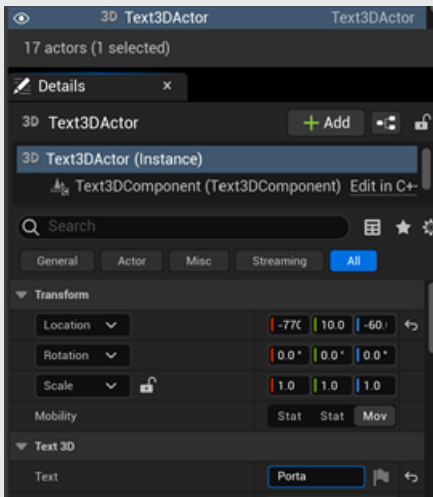 3D Text3DActor Text3DActor
17 actors (1 selected)
Details ×
3D Text3DActor + Add
3D Text3DActor (Instance)
Text3DComponent (Text3DComponent) Edit in C+
Search
General Actor Misc Streaming All
Transform
Location -770 10.0 -60.
Rotation 0.0° 0.0° 0.0°
Scale 1.0 1.0 1.0
Mobility Stat Stat Mov
Text 3D
Text Porta